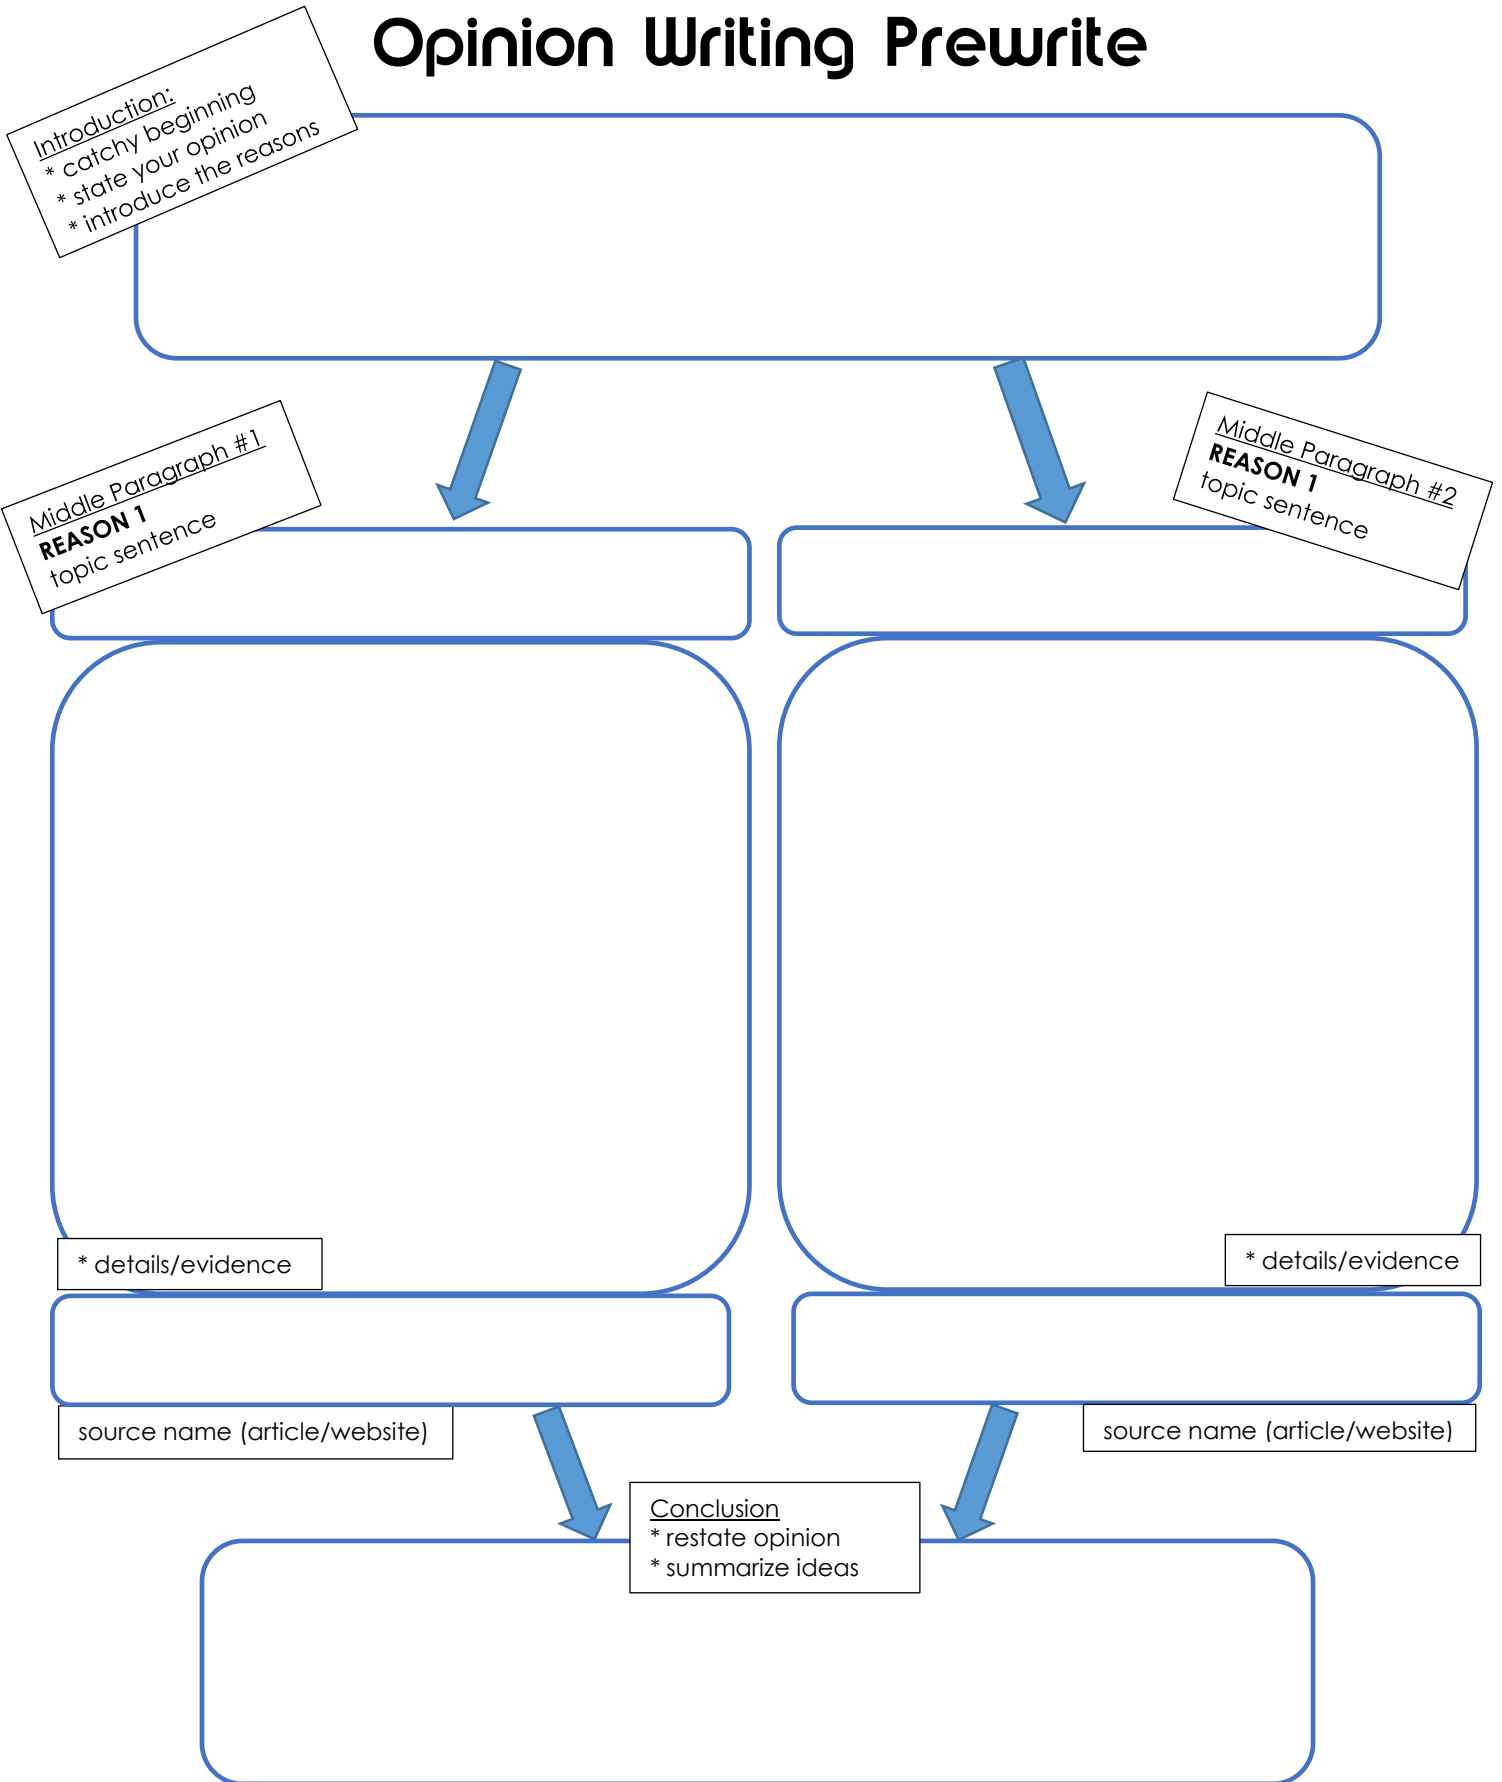 Opinion Writing Prewrite
Introduction:
* catchy beginning
* state your opinion
* introduce the reasons
Middle Paragraph #1
REASON 1
topic sentence
Middle Paragraph #2
REASON 1
topic sentence
* details/evidence
* details/evidence
source name (article/website)
source name (article/website)
Conclusion
* restate opinion
* summarize ideas